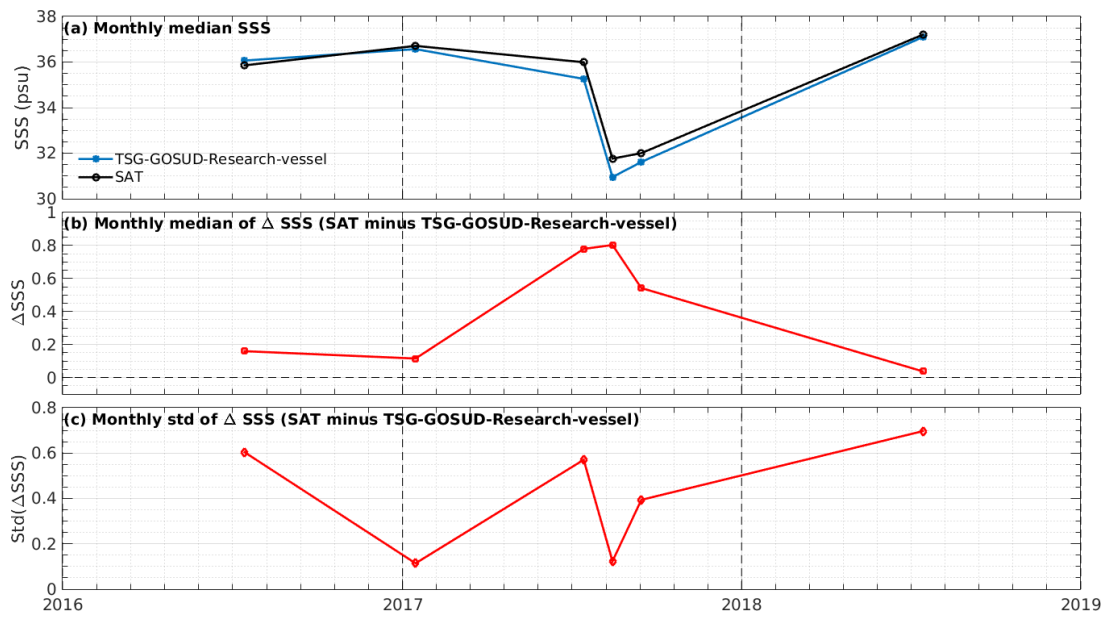 (a) Monthly median SSS
38
36
34
32
30
SSS (psu)
TSG-GOSUD-Research-vessel
SAT
(b) Monthly median of Δ SSS (SAT minus TSG-GOSUD-Research-vessel)
1
0.8
0.6
0.4
0.2
0
ΔSSS
(c) Monthly std of Δ SSS (SAT minus TSG-GOSUD-Research-vessel)
0.8
0.6
0.4
0.2
0
Std(ΔSSS)
2016 2017 2018 2019